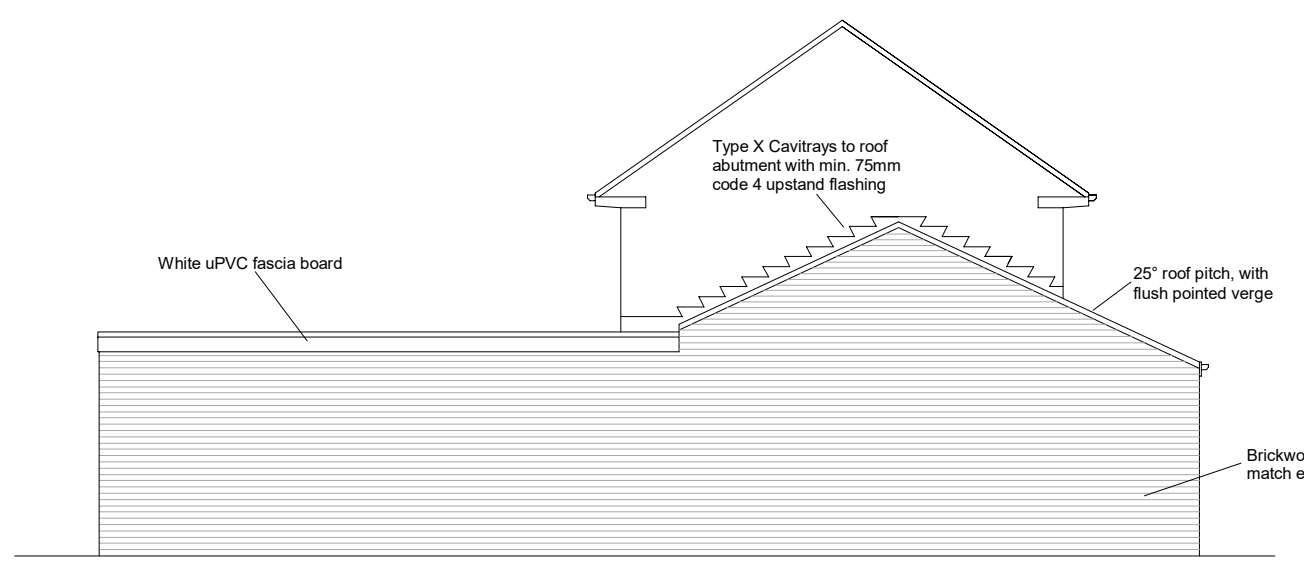 Type X Cavitrays to roof
abutment with min. 75mm
code 4 upstand flashing
White uPVC fascia board
25° roof pitch, with
flush pointed verge
match